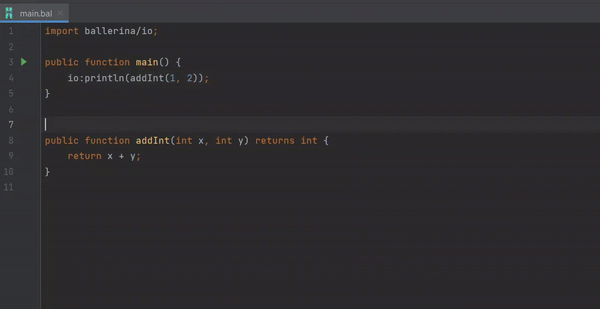 main.bal
1 import ballerina/io;
2
3 public function main() {
4     io:println(addInt(1, 2));
5 }
6
7
8 public function addInt(int x, int y) returns int {
9     return x + y;
10 }
11